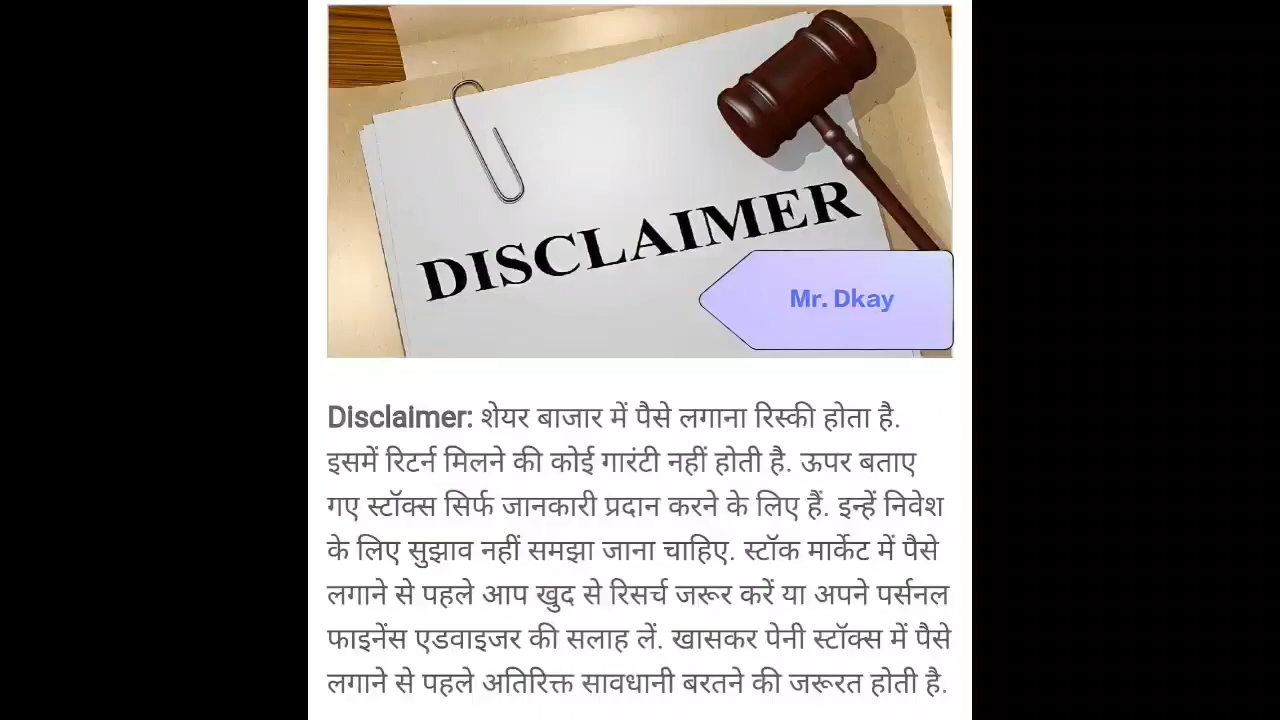 DISCLAIMER
Mr. Dkay
Disclaimer: शेयर बाजार में पैसे लगाना रिस्की होता है.
इसमें रिटर्न मिलने की कोई गारंटी नहीं होती है. ऊपर बताए
गए स्टॉक्स सिर्फ जानकारी प्रदान करने के लिए हैं. इन्हें निवेश
के लिए सुझाव नहीं समझा जाना चाहिए. स्टॉक मार्केट में पैसे
लगाने से पहले आप खुद से रिसर्च जरूर करें या अपने पर्सनल
फाइनेंस एडवाइजर की सलाह लें. खासकर पेनी स्टॉक्स में पैसे
लगाने से पहले अतिरिक्त सावधानी बरतने की जरूरत होती है.